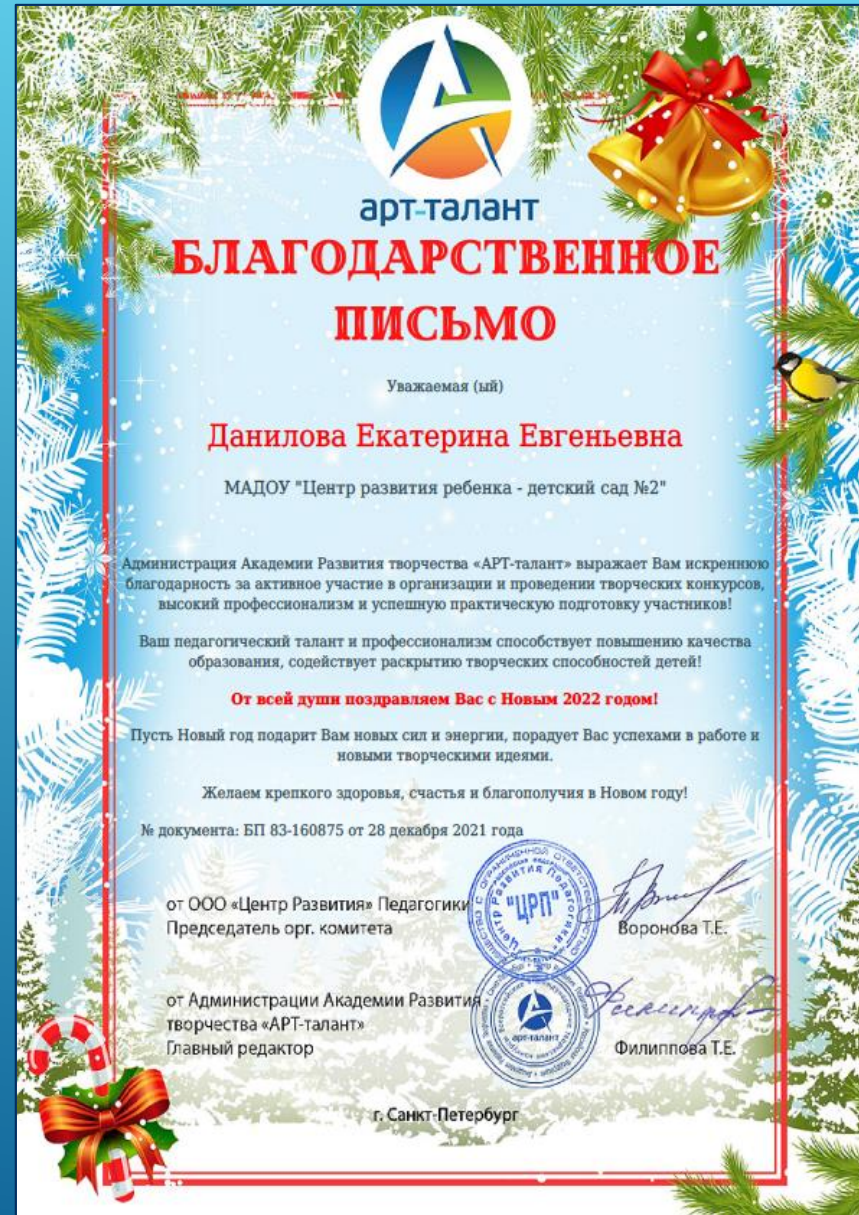 арт-талант
БЛАГОДАРСТВЕННОЕ
ПИСЬМО
Уважаемая (ый)
Данилова Екатерина Евгеньевна
МАДОУ "Центр развития ребенка - детский сад №2"
Администрация Академии Развития творчества «АРТ-талант» выражает Вам искреннюю
благодарность за активное участие в организации и проведении творческих конкурсов,
высокий профессионализм и успешную практическую подготовку участников!
Ваш педагогический талант и профессионализм способствует повышению качества
образования, содействует раскрытию творческих способностей детей!
От всей души поздравляем Вас с Новым 2022 годом!
Пусть Новый год подарит Вам новых сил и энергии, порадует Вас успехами в работе и
новыми творческими идеями.
Желаем крепкого здоровья, счастья и благополучия в Новом году!
№ документа: БП 83-160875 от 28 декабря 2021 года
от ООО «Центр Развития» Педагогики
Председатель орг. комитета
"ЦРП"
Центр Развития Педагогики
Воронова Т.Е.
от Администрации Академии Развития
творчества «АРТ-талант»
Главный редактор
арт-талант
Филиппова Т.Е.
г. Санкт-Петербург